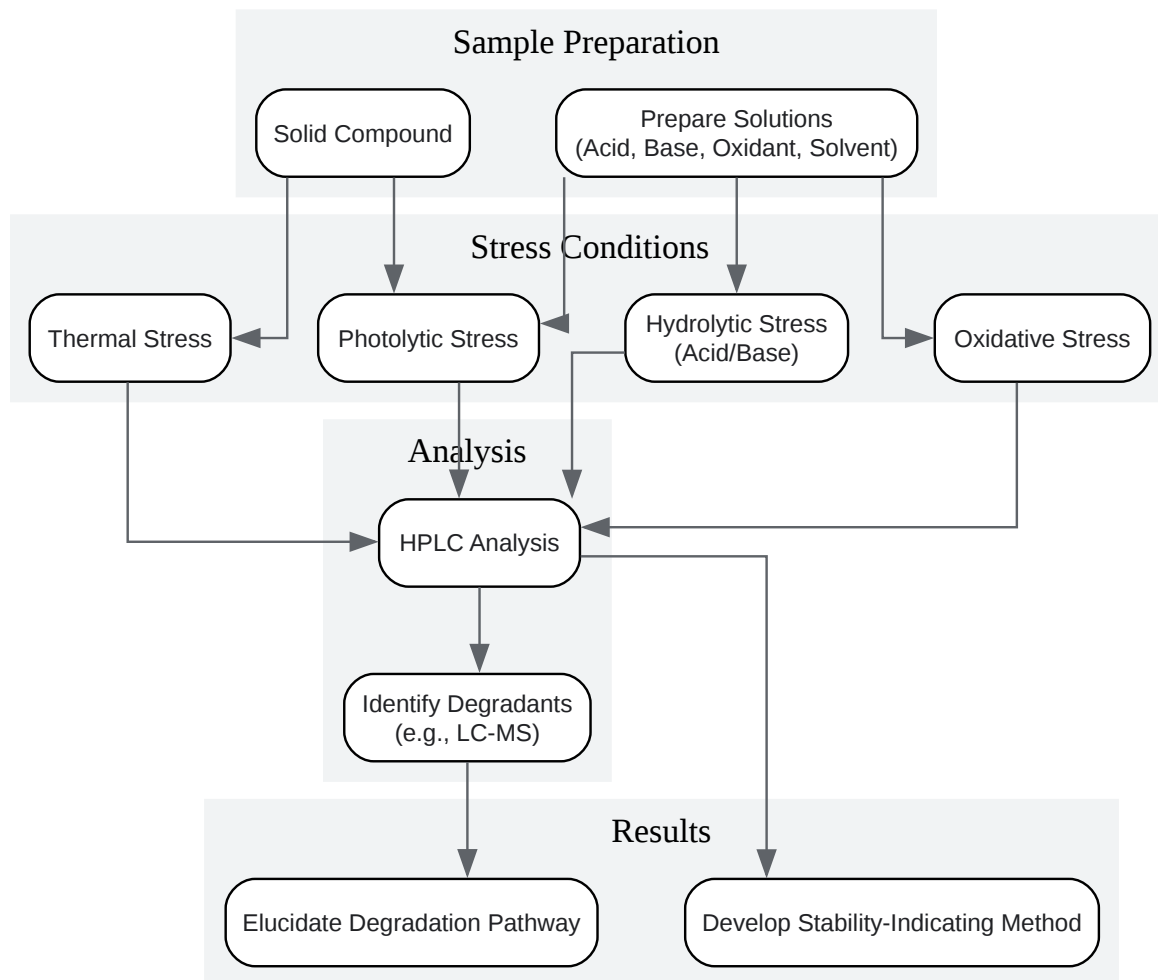 Sample Preparation
Solid Compound
Prepare Solutions
(Acid, Base, Oxidant, Solvent)
Stress Conditions
Thermal Stress
Photolytic Stress
Hydrolytic Stress
(Acid/Base)
Oxidative Stress
Analysis
HPLC Analysis
Identify Degradants
(e.g., LC-MS)
Results
Elucidate Degradation Pathway
Develop Stability-Indicating Method